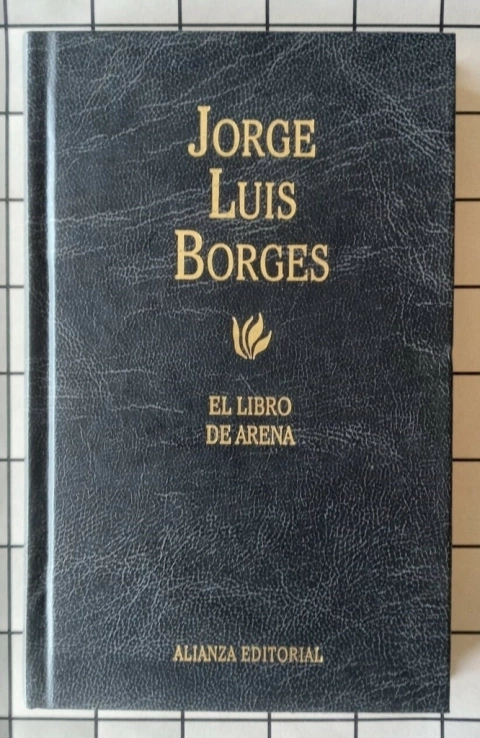 JORGE
LUIS
BORGES
EL LIBRO
DE ARENA
ALIANZA EDITORIAL